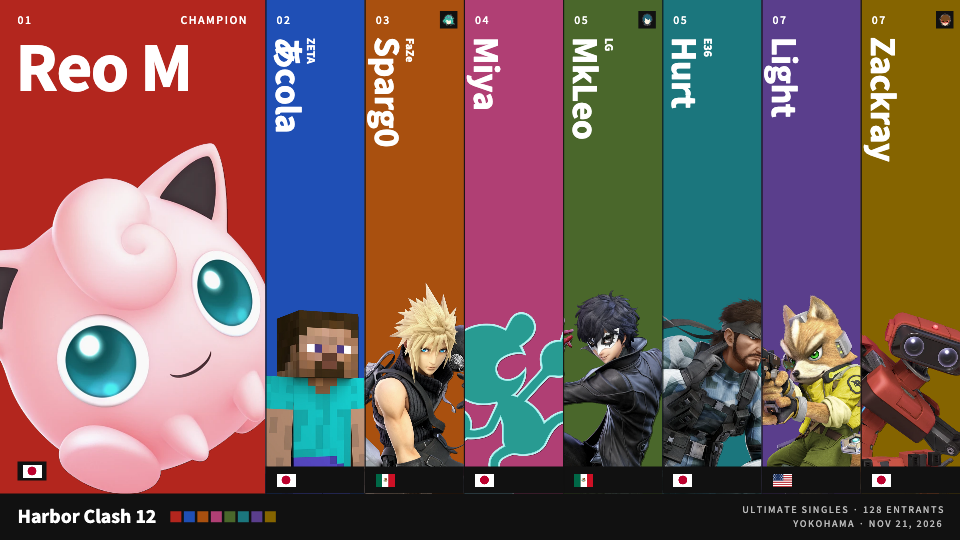 01 CHAMPION
Reo M
02
ZETA
あcola
03
FaZe
Sparg0
04
Miya
05
LG
MkLeo
05
E36
Hurt
07
Light
07
Zackray
Harbor Clash 12
ULTIMATE SINGLES · 128 ENTRANTS
YOKOHAMA · NOV 21, 2026